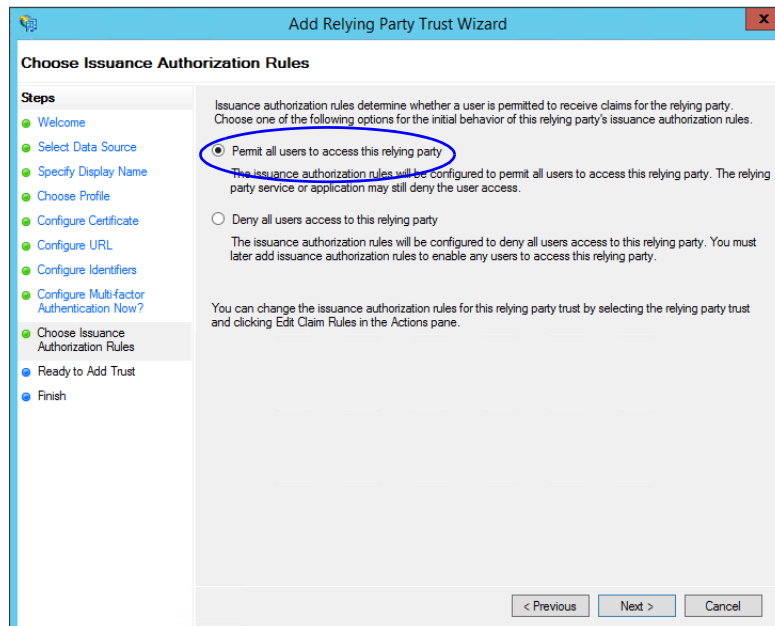 Add Relying Party Trust Wizard
x
Choose Issuance Authorization Rules
Steps
Welcome
Select Data Source
Specify Display Name
Choose Profile
Configure Certificate
Configure URL
Configure Identifiers
Configure Multi-factor
Authentication Now?
Choose Issuance
Authorization Rules
Ready to Add Trust
Finish
Issuance authorization rules determine whether a user is permitted to receive claims for the relying party.
Choose one of the following options for the initial behavior of this relying party's issuance authorization rules.
Permit all users to access this relying party
The issuance authorization rules will be configured to permit all users to access this relying party. The relying
party service or application may still deny the user access.
Deny all users access to this relying party
The issuance authorization rules will be configured to deny all users access to this relying party. You must
later add issuance authorization rules to enable any users to access this relying party.
You can change the issuance authorization rules for this relying party trust by selecting the relying party trust
and clicking Edit Claim Rules in the Actions pane.
< Previous
Next >
Cancel